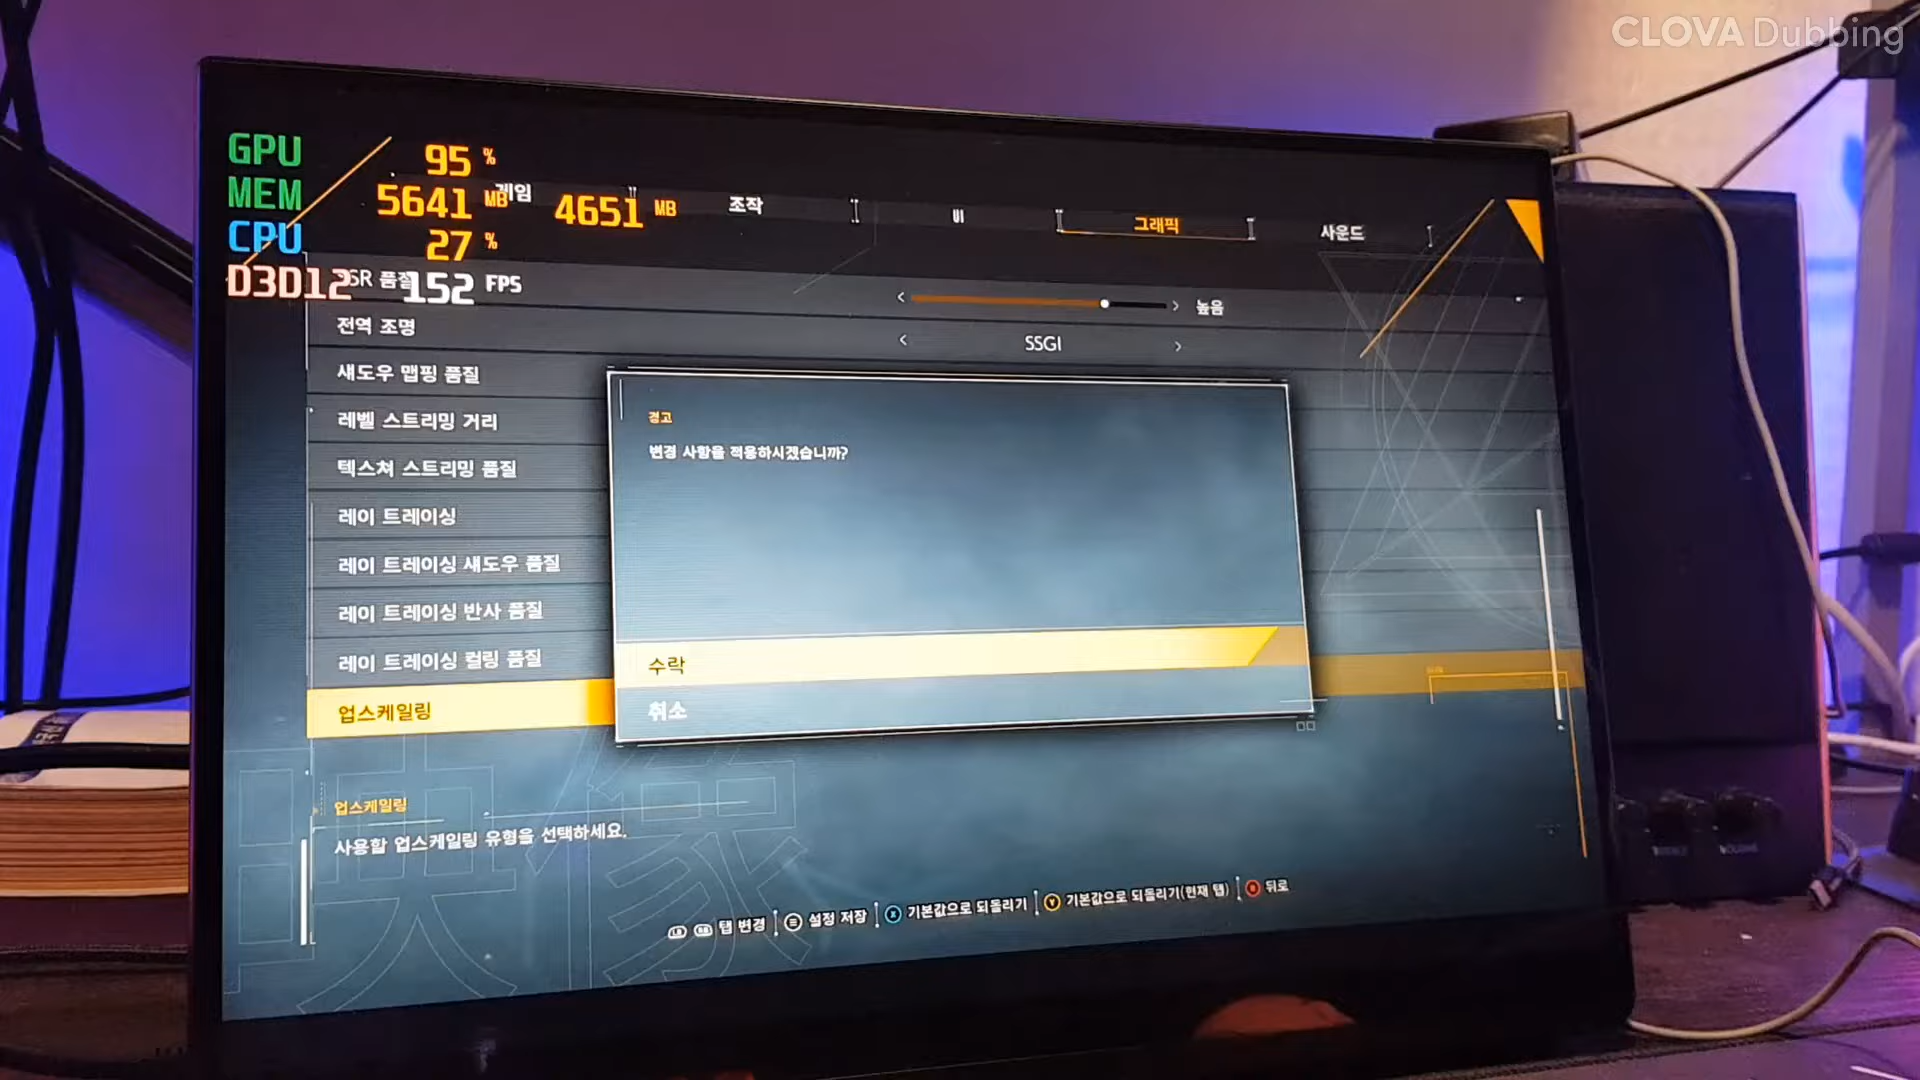 CLOVA Dubbing
GPU 95 %
MEM 5641 MB 4651 MB
CPU 27 %
D3D12 152 FPS
게임 조작 UI 그래픽 사운드
SSR 품질 높음
전역 조명 SSGI
섀도우 맵핑 품질
레벨 스트리밍 거리
텍스쳐 스트리밍 품질
레이 트레이싱
레이 트레이싱 섀도우 품질
레이 트레이싱 반사 품질
레이 트레이싱 컬링 품질
업스케일링
경고
변경 사항을 적용하시겠습니까?
수락
취소
映像
업스케일링
사용할 업스케일링 유형을 선택하세요.
LB RB 탭 변경 설정 저장 X 기본값으로 되돌리기 Y 기본값으로 되돌리기(현재 탭) B 뒤로